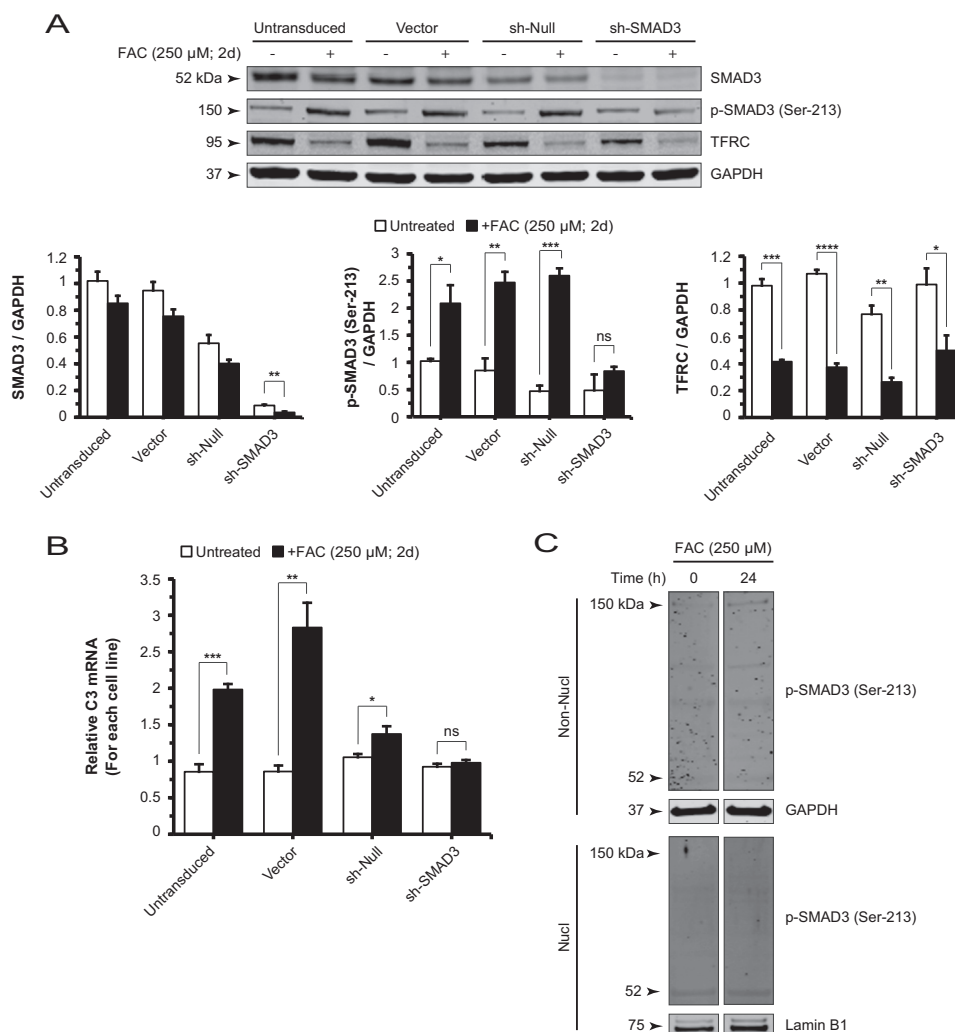 A
Untransduced Vector sh-Null sh-SMAD3
FAC (250 µM; 2d) - + - + - + - +
52 kDa SMAD3
150 p-SMAD3 (Ser-213)
95 TFRC
37 GAPDH
Untreated +FAC (250 µM; 2d)
SMAD3 / GAPDH
1.2
1
0.8
0.6
0.4
0.2
0
**
Untransduced
Vector
sh-Null
sh-SMAD3
p-SMAD3 (Ser-213)
/ GAPDH
3
2.5
2
1.5
1
0.5
0
* ** *** ns
Untransduced
Vector
sh-Null
sh-SMAD3
TFRC / GAPDH
1.2
1
0.8
0.6
0.4
0.2
0
*** **** ** *
Untransduced
Vector
sh-Null
sh-SMAD3
B
Untreated +FAC (250 µM; 2d)
Relative C3 mRNA
(For each cell line)
3.5
3
2.5
2
1.5
1
0.5
0
*** ** * ns
Untransduced
Vector
sh-Null
sh-SMAD3
C
FAC (250 µM)
Time (h) 0 24
Non-Nucl
150 kDa
p-SMAD3 (Ser-213)
52
37 GAPDH
Nucl
150 kDa
p-SMAD3 (Ser-213)
52
75 Lamin B1